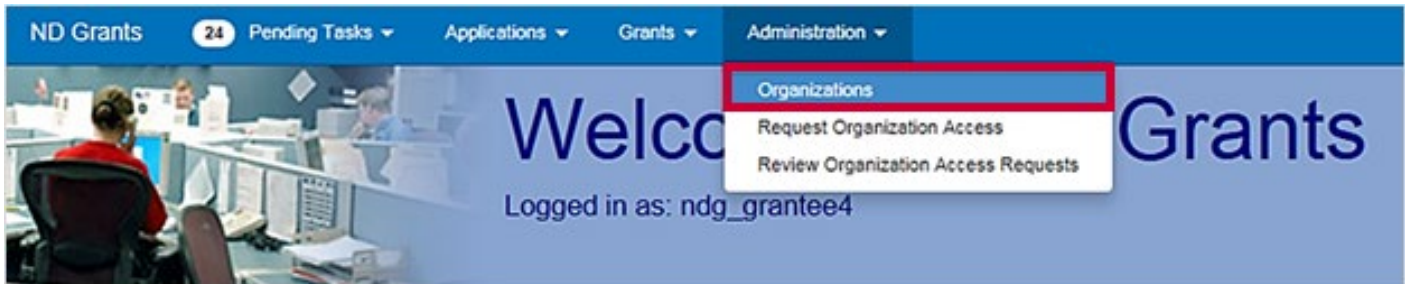 ND Grants 24 Pending Tasks Applications Grants Administration
Organizations
Request Organization Access
Review Organization Access Requests
Welco Grants
Logged in as: ndg_grantee4